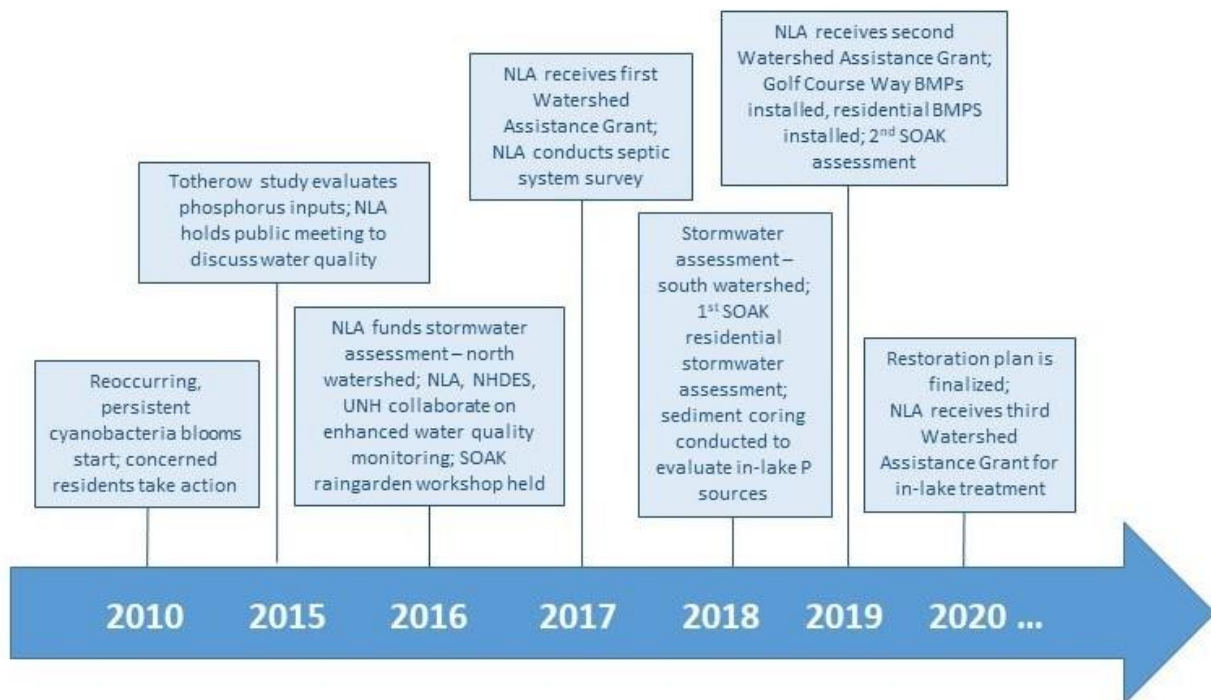 Reoccurring,
persistent
cyanobacteria blooms
start; concerned
residents take action
Totherow study evaluates
phosphorus inputs; NLA
holds public meeting to
discuss water quality
NLA funds stormwater
assessment – north
watershed; NLA, NHDES,
UNH collaborate on
enhanced water quality
monitoring; SOAK
raingarden workshop held
NLA receives first
Watershed
Assistance Grant;
NLA conducts septic
system survey
Stormwater
assessment –
south watershed;
1st SOAK
residential
stormwater
assessment;
sediment coring
conducted to
evaluate in-lake P
sources
NLA receives second
Watershed Assistance Grant;
Golf Course Way BMPs
installed, residential BMPS
installed; 2nd SOAK
assessment
Restoration plan is
finalized;
NLA receives third
Watershed
Assistance Grant for
in-lake treatment
2010 2015 2016 2017 2018 2019 2020 ...